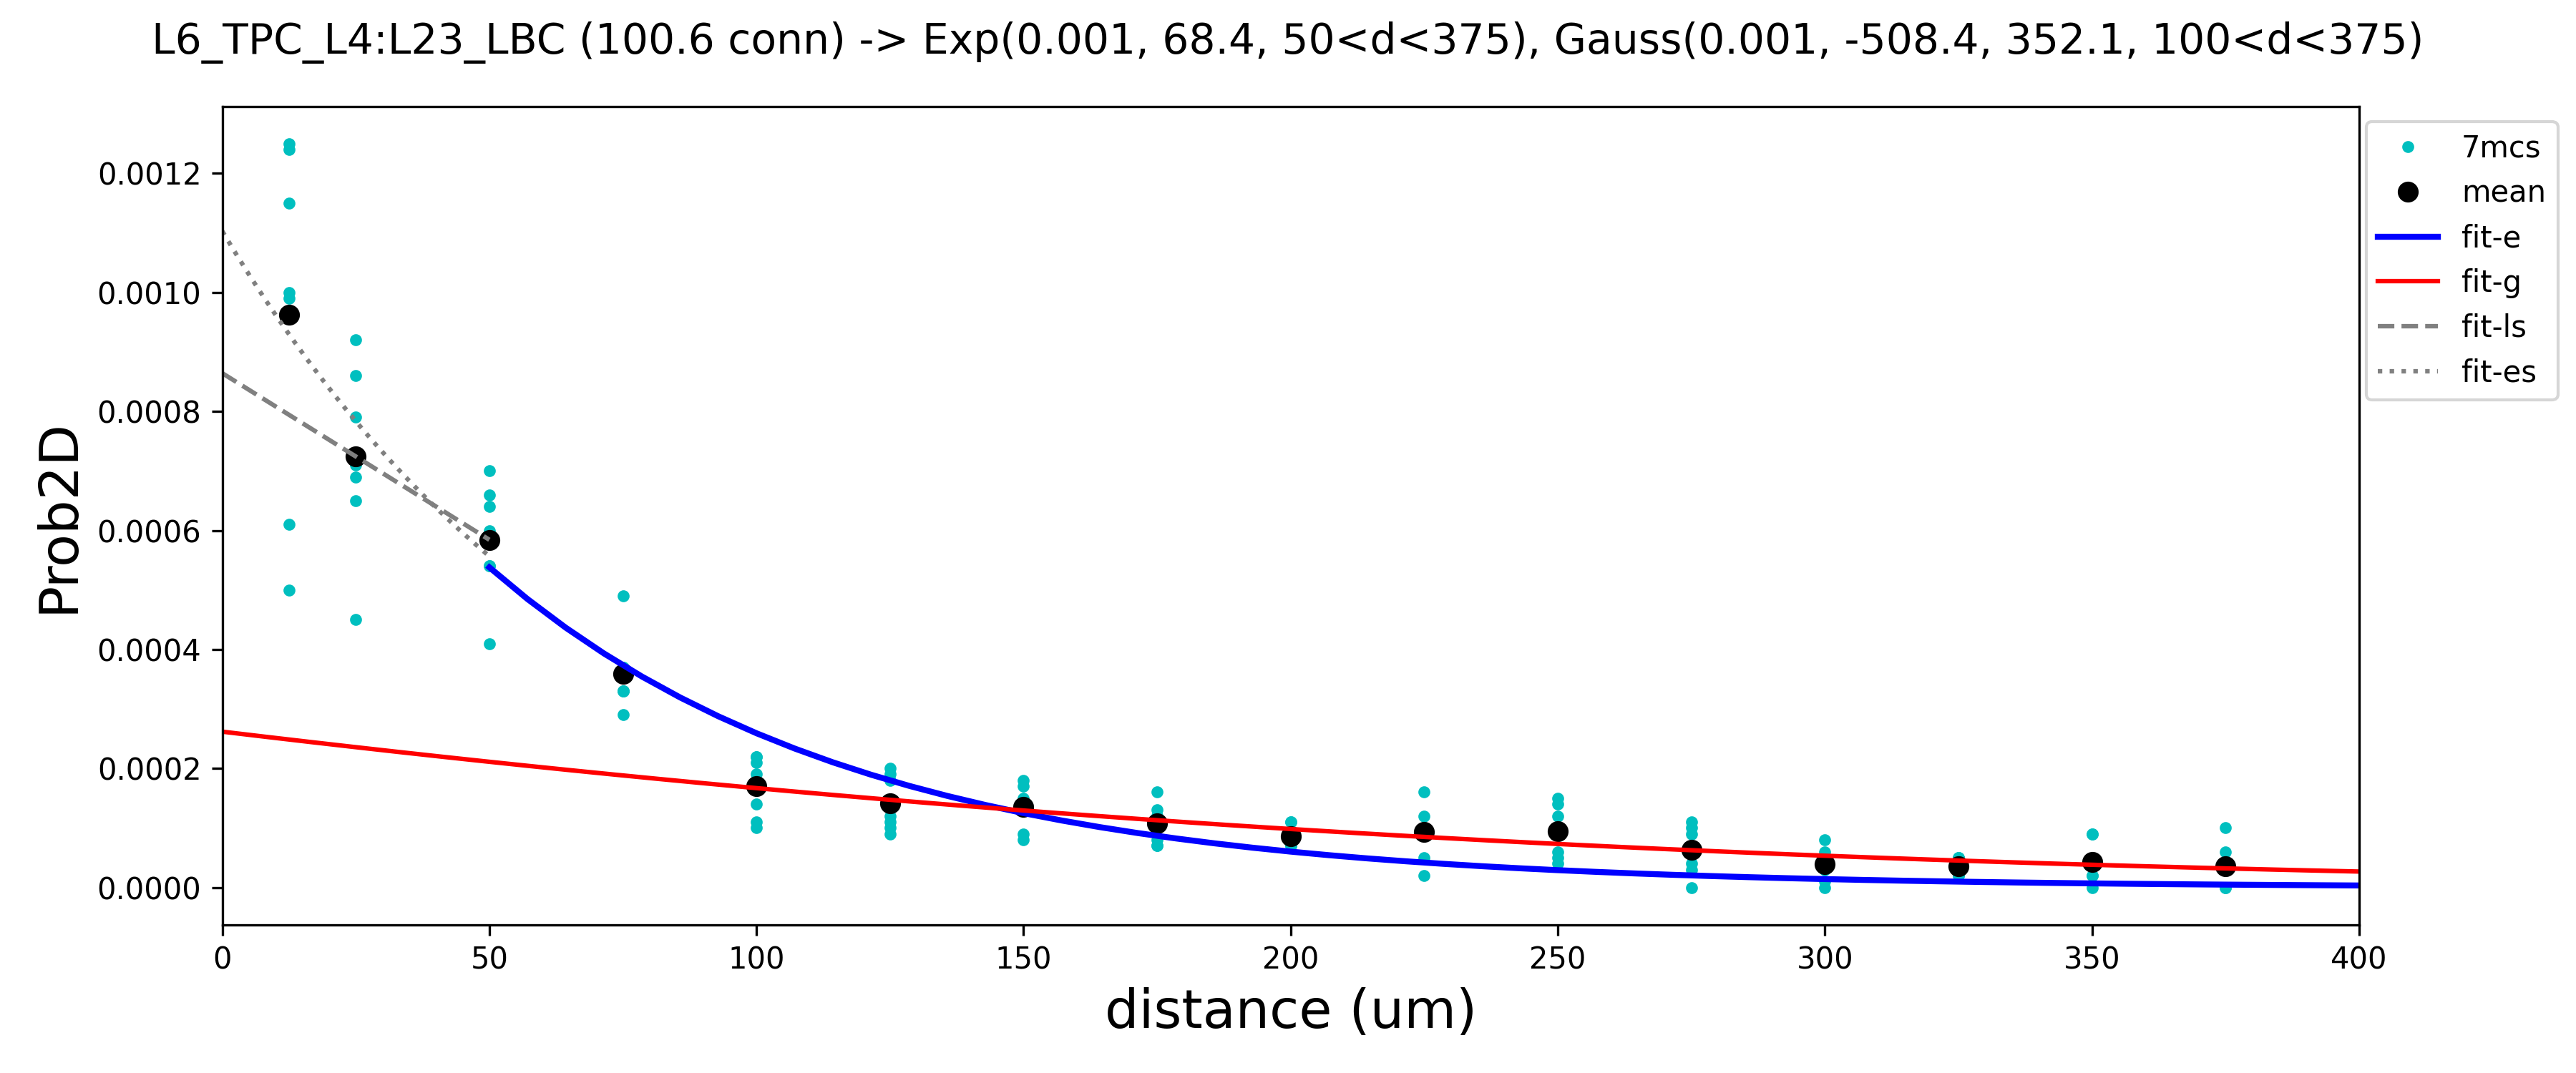 L6_TPC_L4:L23_LBC (100.6 conn) -> Exp(0.001, 68.4, 50<d<375), Gauss(0.001, -508.4, 352.1, 100<d<375)
7mcs
mean
fit-e
fit-g
fit-ls
fit-es
Prob2D
0.0012
0.0010
0.0008
0.0006
0.0004
0.0002
0.0000
0 50 100 150 200 250 300 350 400
distance (um)